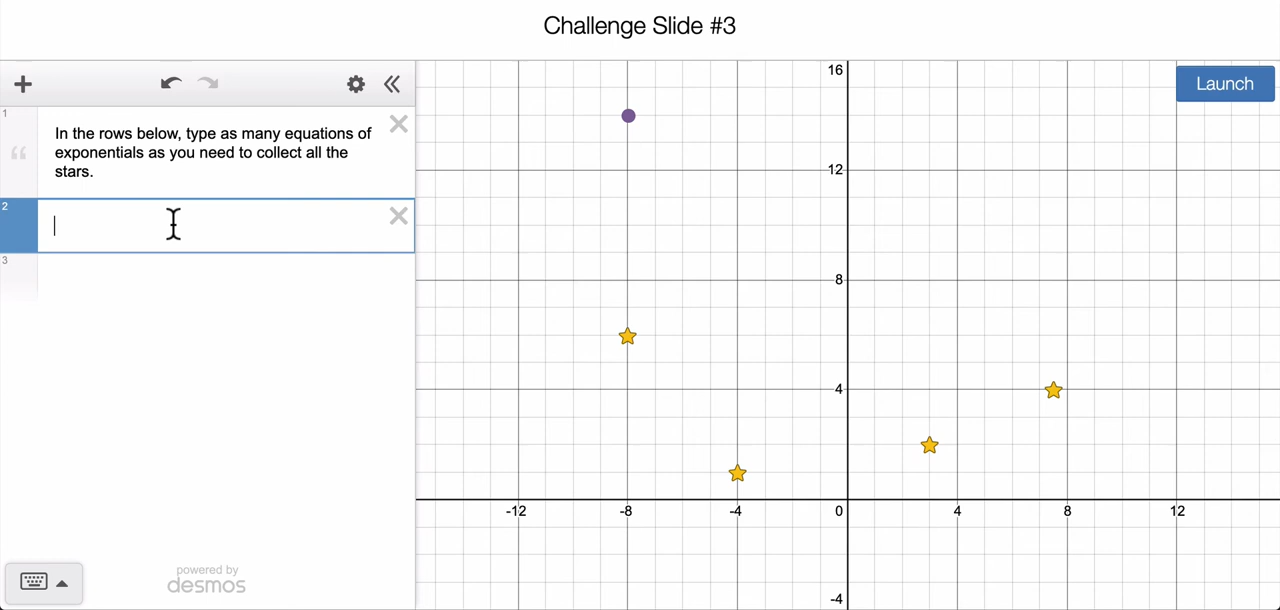 Challenge Slide #3
1
In the rows below, type as many equations of
exponentials as you need to collect all the
stars.
2
3
powered by
desmos
Launch
16
12
8
4
-12 -8 -4 0 4 8 12
-4